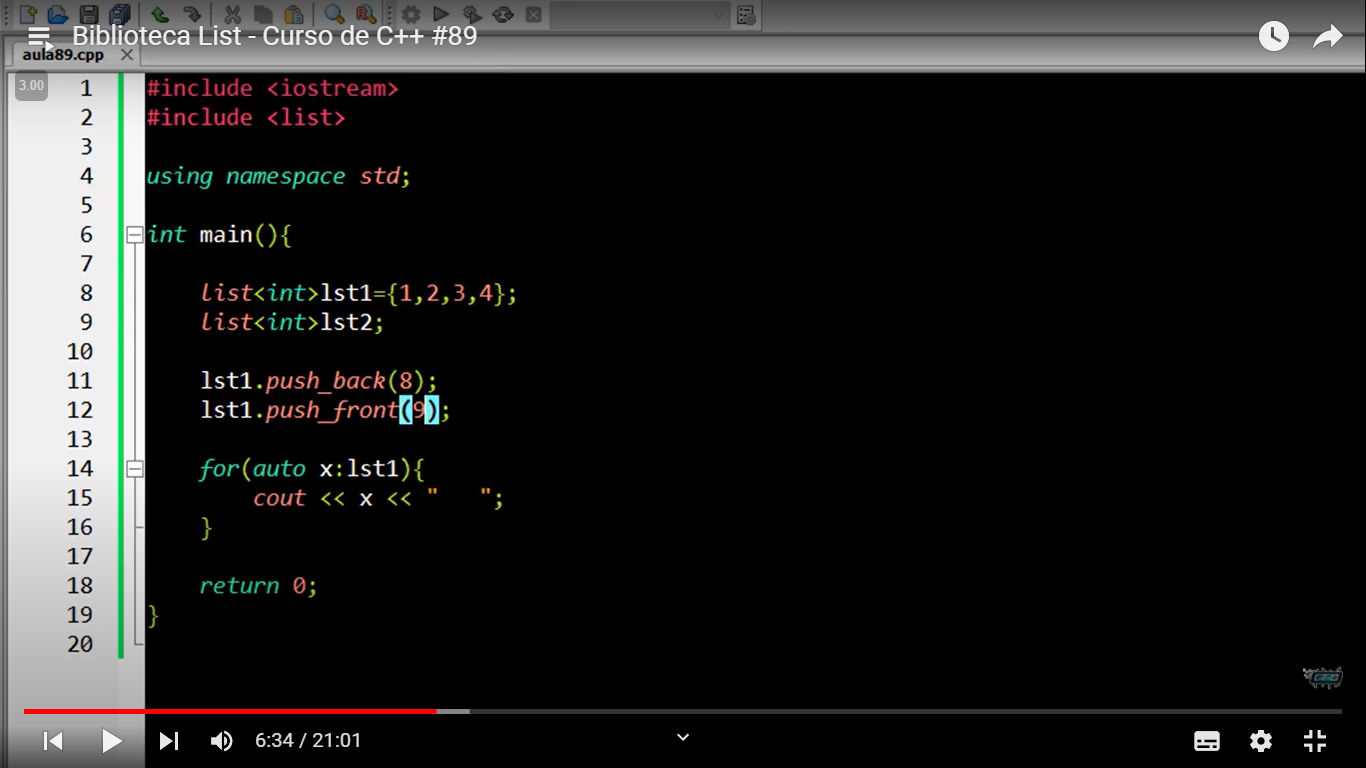 Biblioteca List - Curso de C++ #89
aula89.cpp
3.00
1 #include <iostream>
2 #include <list>
3
4 using namespace std;
5
6 int main(){
7
8 list<int>lst1={1,2,3,4};
9 list<int>lst2;
10
11 lst1.push_back(8);
12 lst1.push_front(9);
13
14 for(auto x:lst1){
15 cout << x << "   ";
16 }
17
18 return 0;
19 }
20
6:34 / 21:01